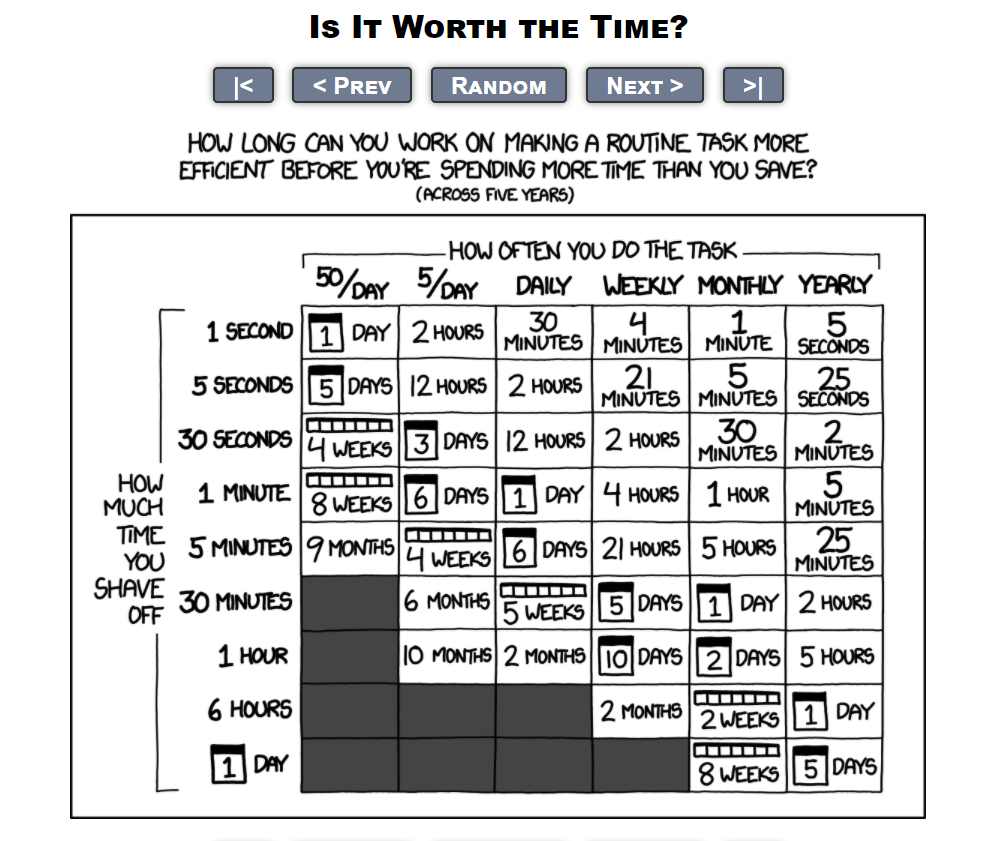 Is It Worth the Time?
|<
< Prev
Random
Next >
>|
HOW LONG CAN YOU WORK ON MAKING A ROUTINE TASK MORE
EFFICIENT BEFORE YOU'RE SPENDING MORE TIME THAN YOU SAVE?
(ACROSS FIVE YEARS)
HOW OFTEN YOU DO THE TASK
50/DAY 5/DAY DAILY WEEKLY MONTHLY YEARLY
HOW
MUCH
TIME
YOU
SHAVE
OFF
1 SECOND 1 DAY 2 HOURS 30 MINUTES 4 MINUTES 1 MINUTE 5 SECONDS
5 SECONDS 5 DAYS 12 HOURS 2 HOURS 21 MINUTES 5 MINUTES 25 SECONDS
30 SECONDS 4 WEEKS 3 DAYS 12 HOURS 2 HOURS 30 MINUTES 2 MINUTES
1 MINUTE 8 WEEKS 6 DAYS 1 DAY 4 HOURS 1 HOUR 5 MINUTES
5 MINUTES 9 MONTHS 4 WEEKS 6 DAYS 21 HOURS 5 HOURS 25 MINUTES
30 MINUTES 6 MONTHS 5 WEEKS 5 DAYS 1 DAY 2 HOURS
1 HOUR 10 MONTHS 2 MONTHS 10 DAYS 2 DAYS 5 HOURS
6 HOURS 2 MONTHS 2 WEEKS 1 DAY
1 DAY 8 WEEKS 5 DAYS